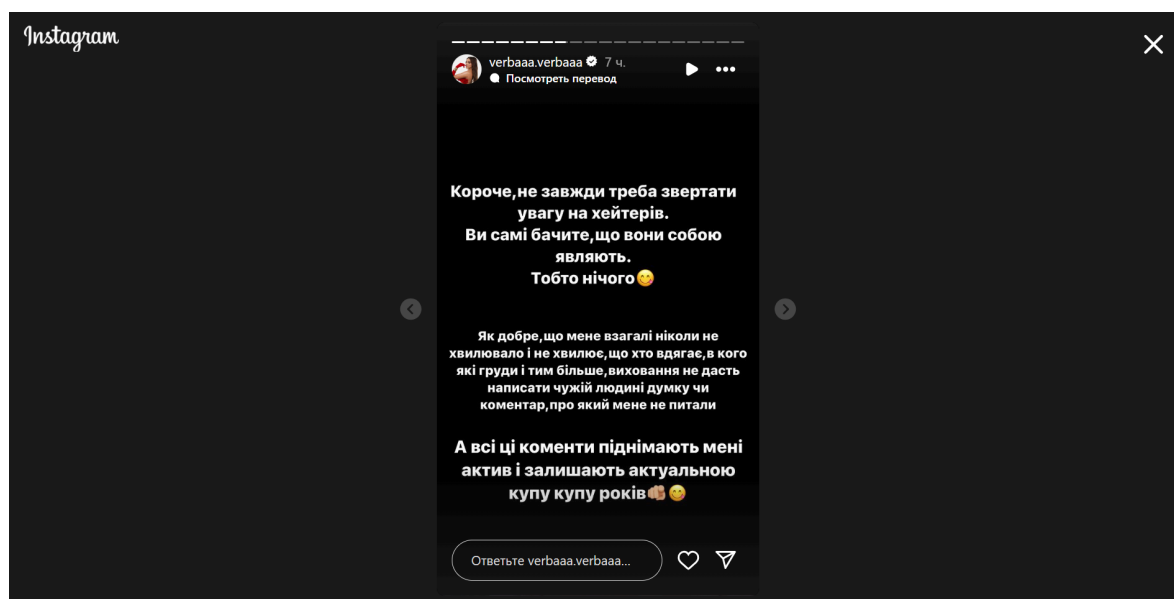 Instagram
verbaaa.verbaaa 7 ч.
Посмотреть перевод
Короче,не завжди треба звертати
увагу на хейтерів.
Ви самі бачите,що вони собою
являють.
Тобто нічого😋
Як добре,що мене взагалі ніколи не
хвилювало і не хвилює,що хто вдягає,в кого
які груди і тим більше,виховання не дасть
написати чужій людині думку чи
коментар,про який мене не питали
А всі ці коменти піднімають мені
актив і залишають актуальною
купу купу років🫵🏼😋
Ответьте verbaaa.verbaaa...